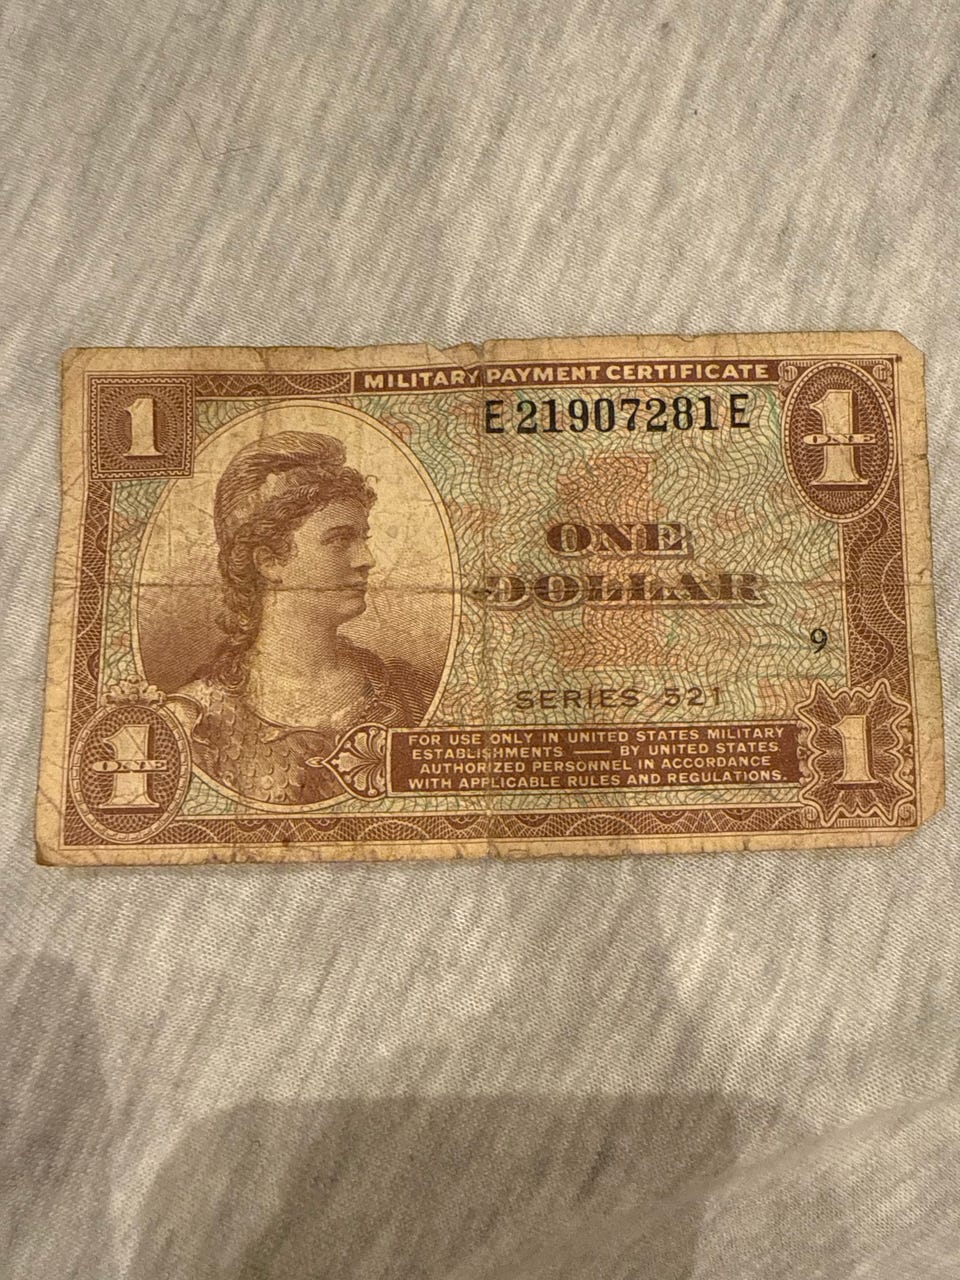 MILITARY PAYMENT CERTIFICATE
1
E21907281E
1
ONE
ONE
DOLLAR
9
SERIES 521
1
ONE
FOR USE ONLY IN UNITED STATES MILITARY
ESTABLISHMENTS — BY UNITED STATES
AUTHORIZED PERSONNEL IN ACCORDANCE
WITH APPLICABLE RULES AND REGULATIONS.
1